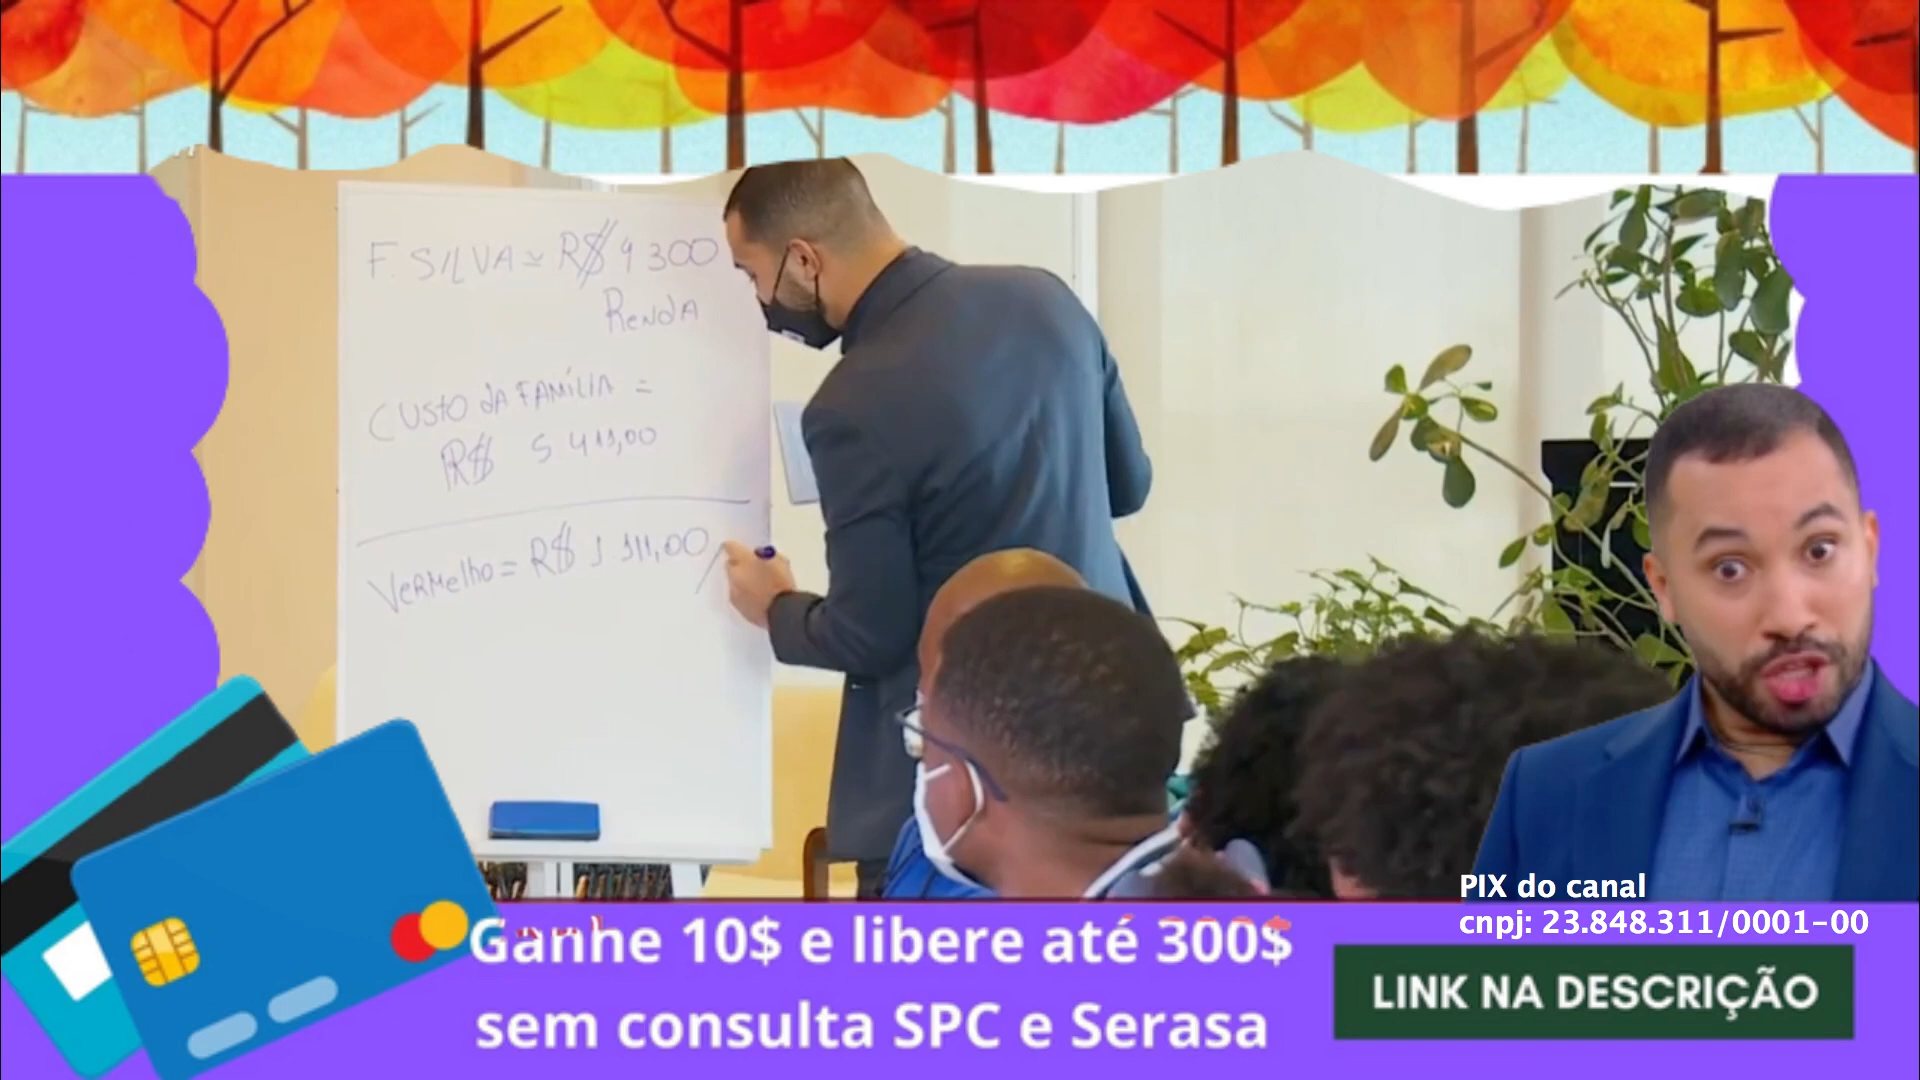 F. SILVA = R$ 4 300
Renda
CUSTO dA FAMÍLIA =
R$ 5 411,00
VeRMelho = R$ 1 111,00
PIX do canal
cnpj: 23.848.311/0001-00
Ganhe 10$ e libere até 300$
sem consulta SPC e Serasa
LINK NA DESCRIÇÃO